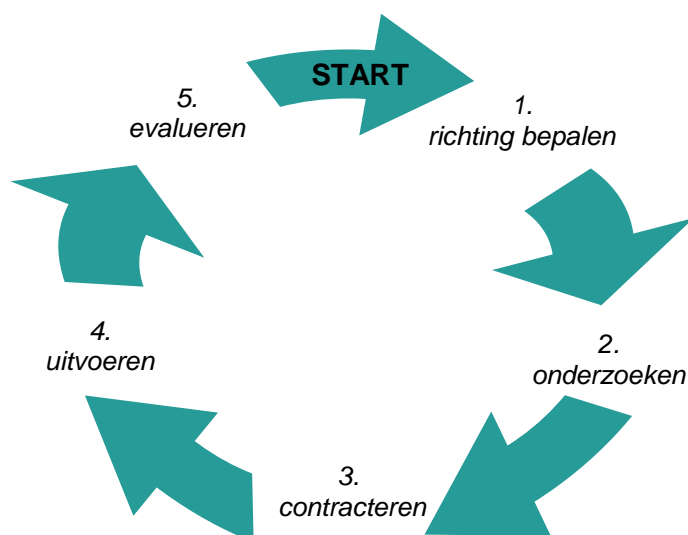 START
1.
richting bepalen
2.
onderzoeken
3.
contracteren
4.
uitvoeren
5.
evalueren